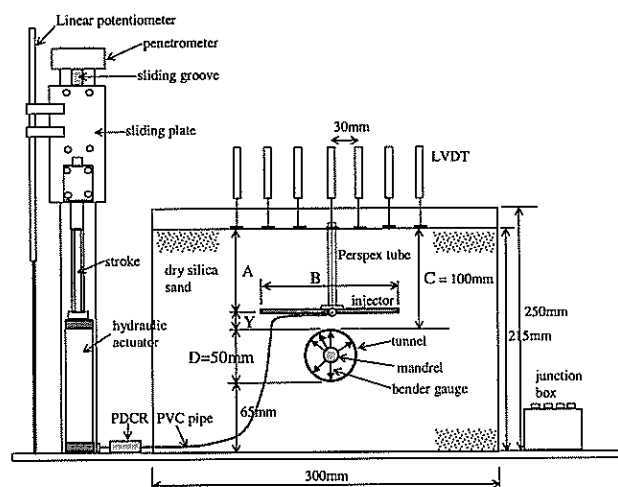 Linear potentiometer
penetrometer
sliding groove
sliding plate
30mm
LVDT
stroke
dry silica
sand
A
B
Perspex tube
C = 100mm
injector
Y
hydraulic
actuator
D=50mm
tunnel
mandrel
bender gauge
250mm
215mm
junction
box
65mm
PDCR
PVC pipe
300mm